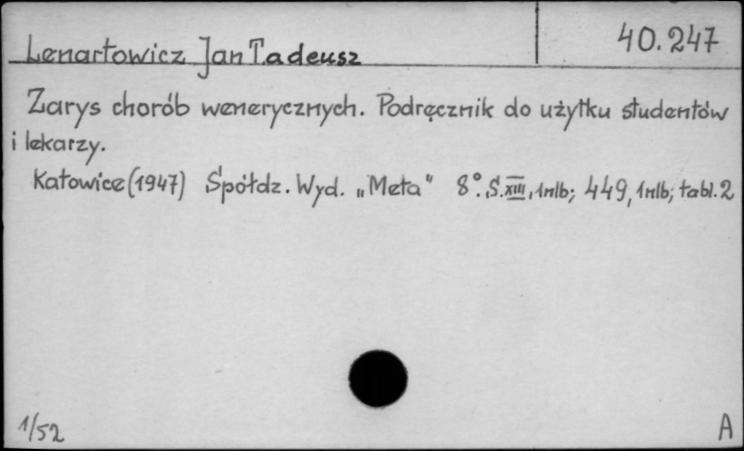 Lenartowicz Jan Tadeusz
40.247
Zarys chorób wenerycznych. Podręcznik do użytku studentów
i lekarzy.
Katowice (1947) Spółdz. Wyd. „Meta" 8°. S. XIII, 1nlb; 449, 1nlb; tabl. 2
1/52
A